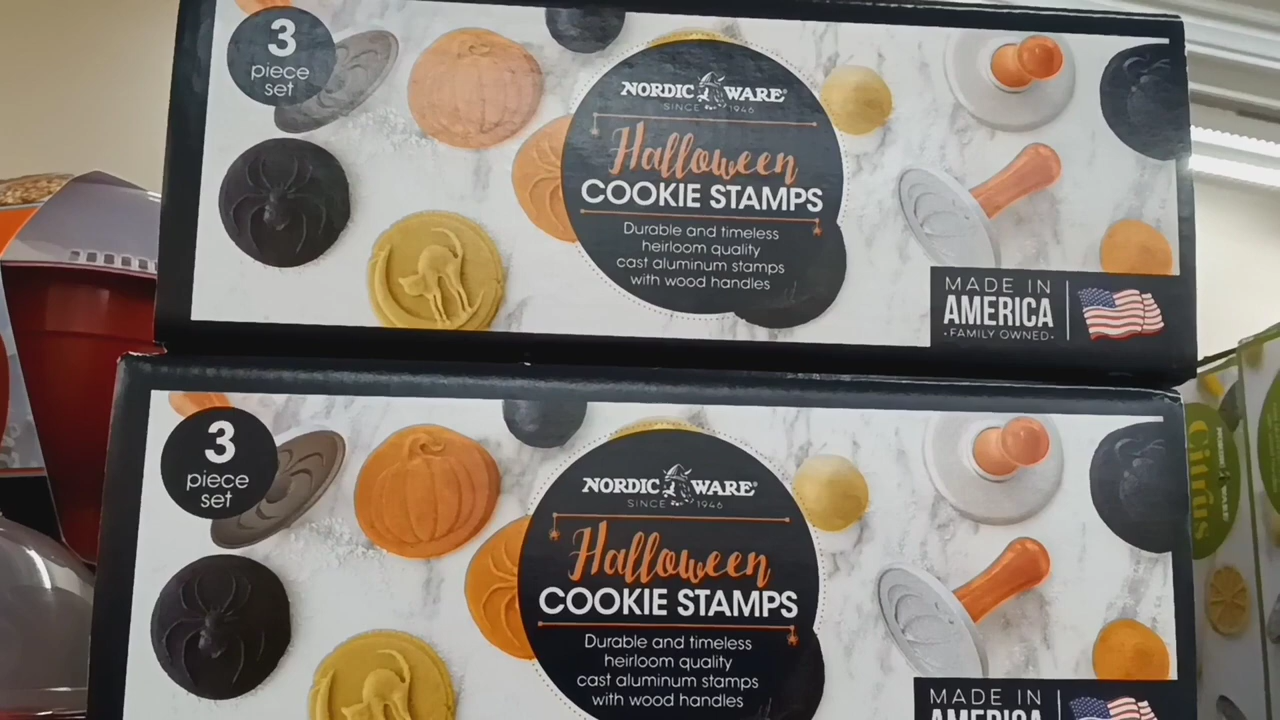 3
piece
set
NORDIC WARE®
SINCE 1946
Halloween
COOKIE STAMPS
Durable and timeless
heirloom quality
cast aluminum stamps
with wood handles
MADE IN
AMERICA
•FAMILY OWNED•
3
piece
set
NORDIC WARE®
SINCE 1946
Halloween
COOKIE STAMPS
Durable and timeless
heirloom quality
cast aluminum stamps
with wood handles
MADE IN
AMERICA
Citrus